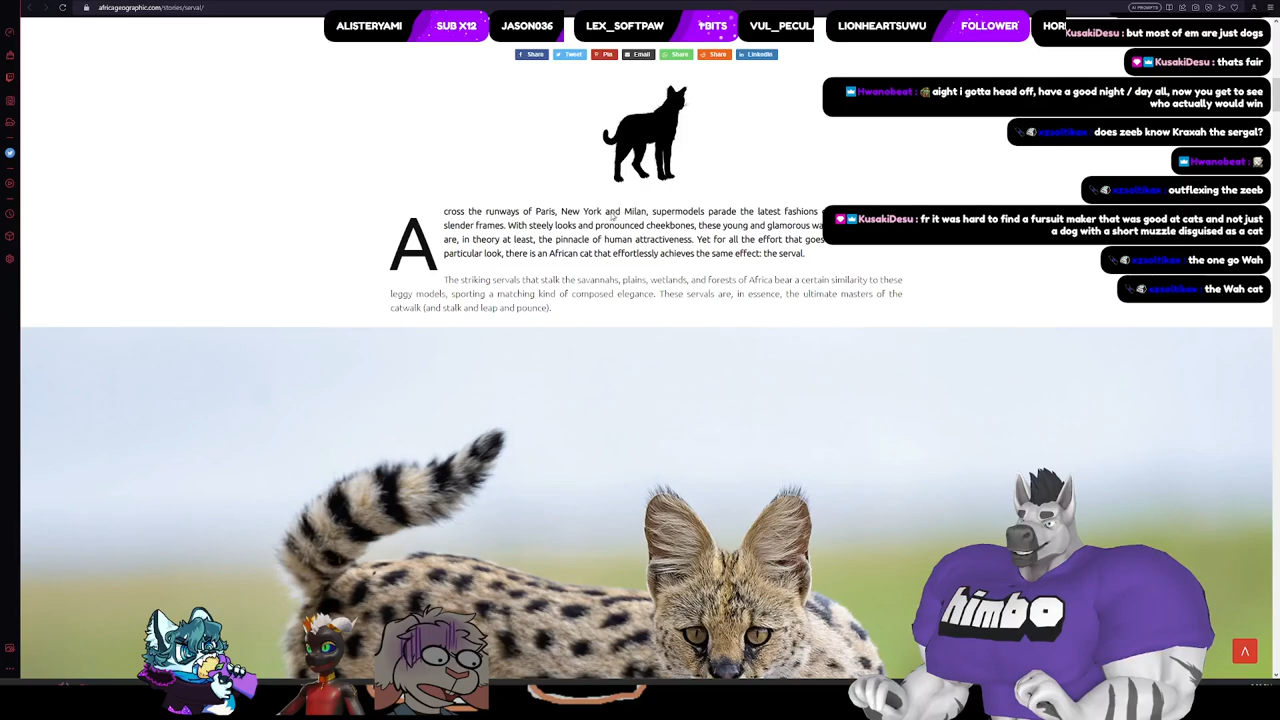 africageographic.com/stories/serval/
AI PROMPTS
ALISTERYAMI SUB X12 JASON036 LEX_SOFTPAW +BITS VUL_PECULA LIONHEARTSUWU FOLLOWER HOR
Share Tweet Pin Email Share Share LinkedIn
KusakiDesu : but most of em are just dogs
KusakiDesu : thats fair
Hwanobeat : aight i gotta head off, have a good night / day all, now you get to see
who actually would win
does zeeb know Kraxah the sergal?
Hwanobeat :
outflexing the zeeb
KusakiDesu : fr it was hard to find a fursuit maker that was good at cats and not just
a dog with a short muzzle disguised as a cat
the one go Wah
the Wah cat
Across the runways of Paris, New York and Milan, supermodels parade the latest fashions
slender frames. With steely looks and pronounced cheekbones, these young and glamorous
are, in theory at least, the pinnacle of human attractiveness. Yet for all the effort that goes
particular look, there is an African cat that effortlessly achieves the same effect: the serval.
The striking servals that stalk the savannahs, plains, wetlands, and forests of Africa bear a certain similarity to these
leggy models, sporting a matching kind of composed elegance. These servals are, in essence, the ultimate masters of the
catwalk (and stalk and leap and pounce).
himbo